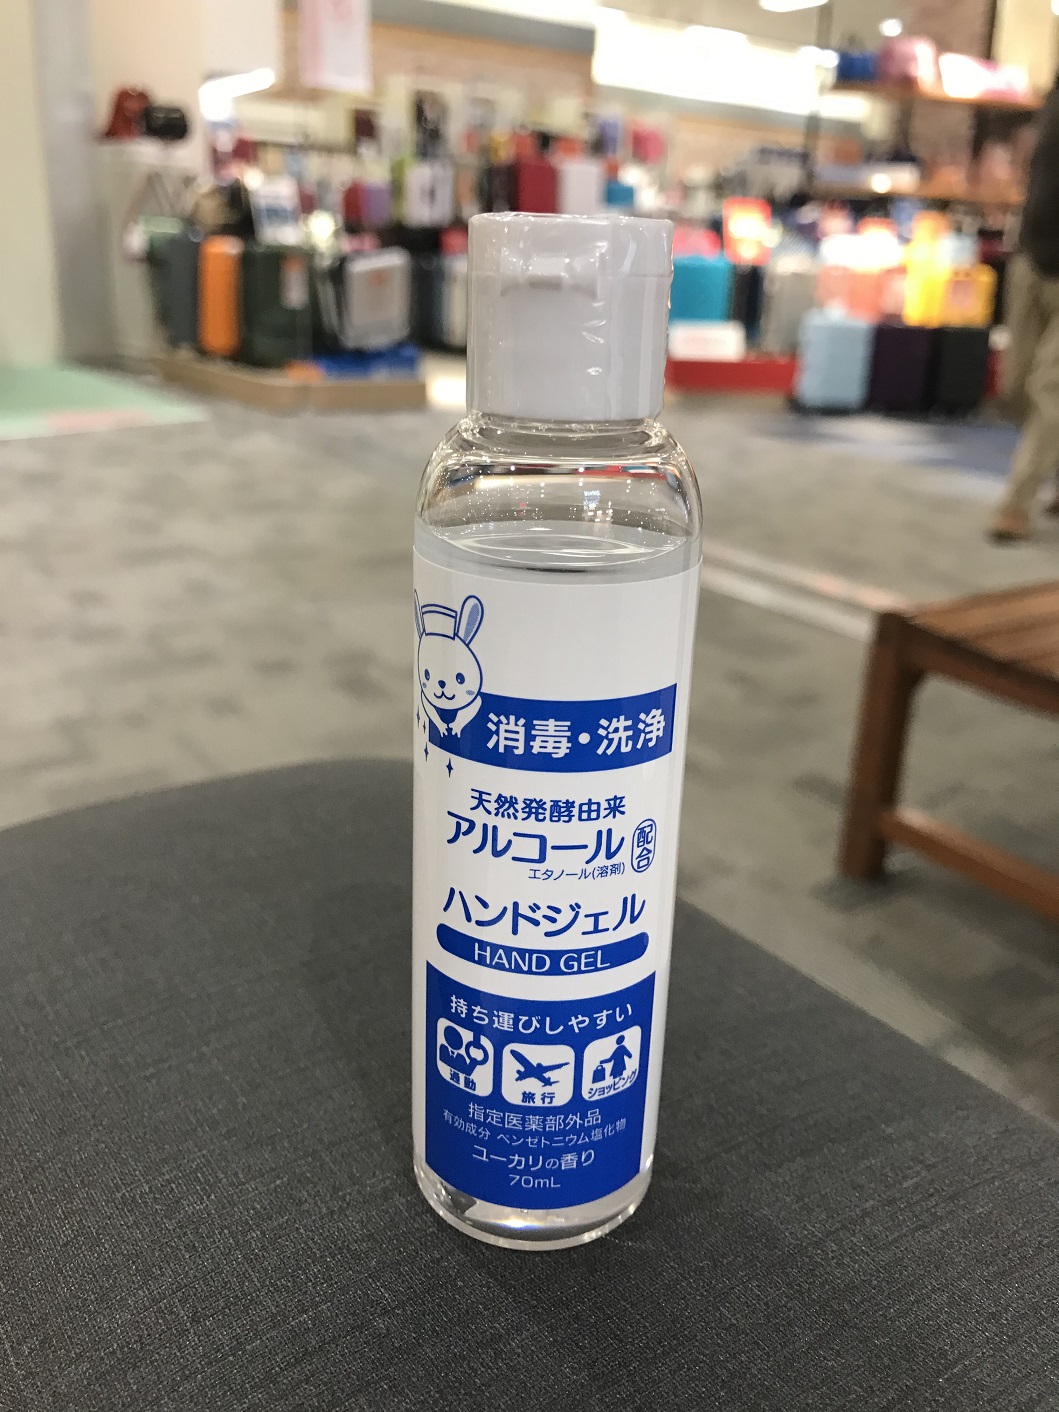 消毒・洗浄
天然発酵由来
アルコール
配合
エタノール(溶剤)
ハンドジェル
HAND GEL
持ち運びしやすい
通勤
旅行
ショッピング
指定医薬部外品
有効成分 ベンゼトニウム塩化物
ユーカリの香り
70mL